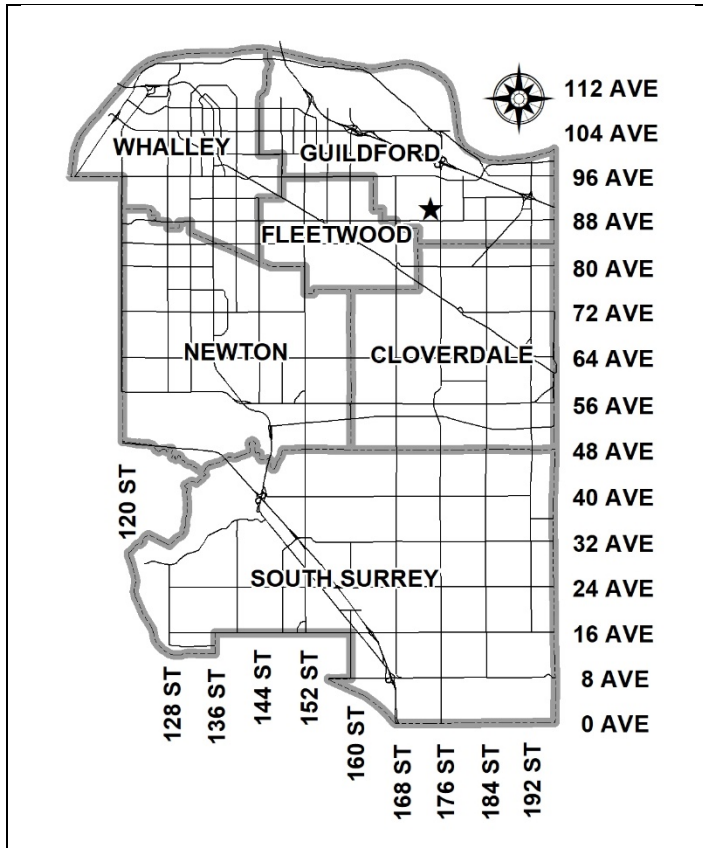 112 AVE
104 AVE
WHALLEY
GUILDFORD
96 AVE
88 AVE
FLEETWOOD
80 AVE
72 AVE
NEWTON
CLOVERDALE
64 AVE
56 AVE
48 AVE
120 ST
40 AVE
32 AVE
SOUTH SURREY
24 AVE
16 AVE
128 ST
136 ST
144 ST
152 ST
160 ST
8 AVE
0 AVE
168 ST
176 ST
184 ST
192 ST